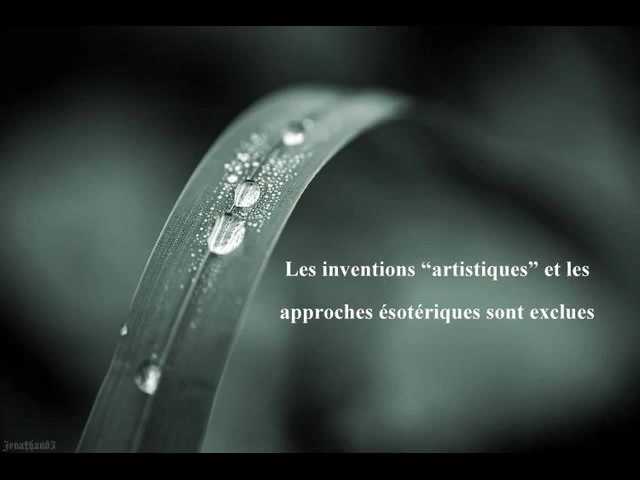 Les inventions “artistiques” et les
approches ésotériques sont exclues